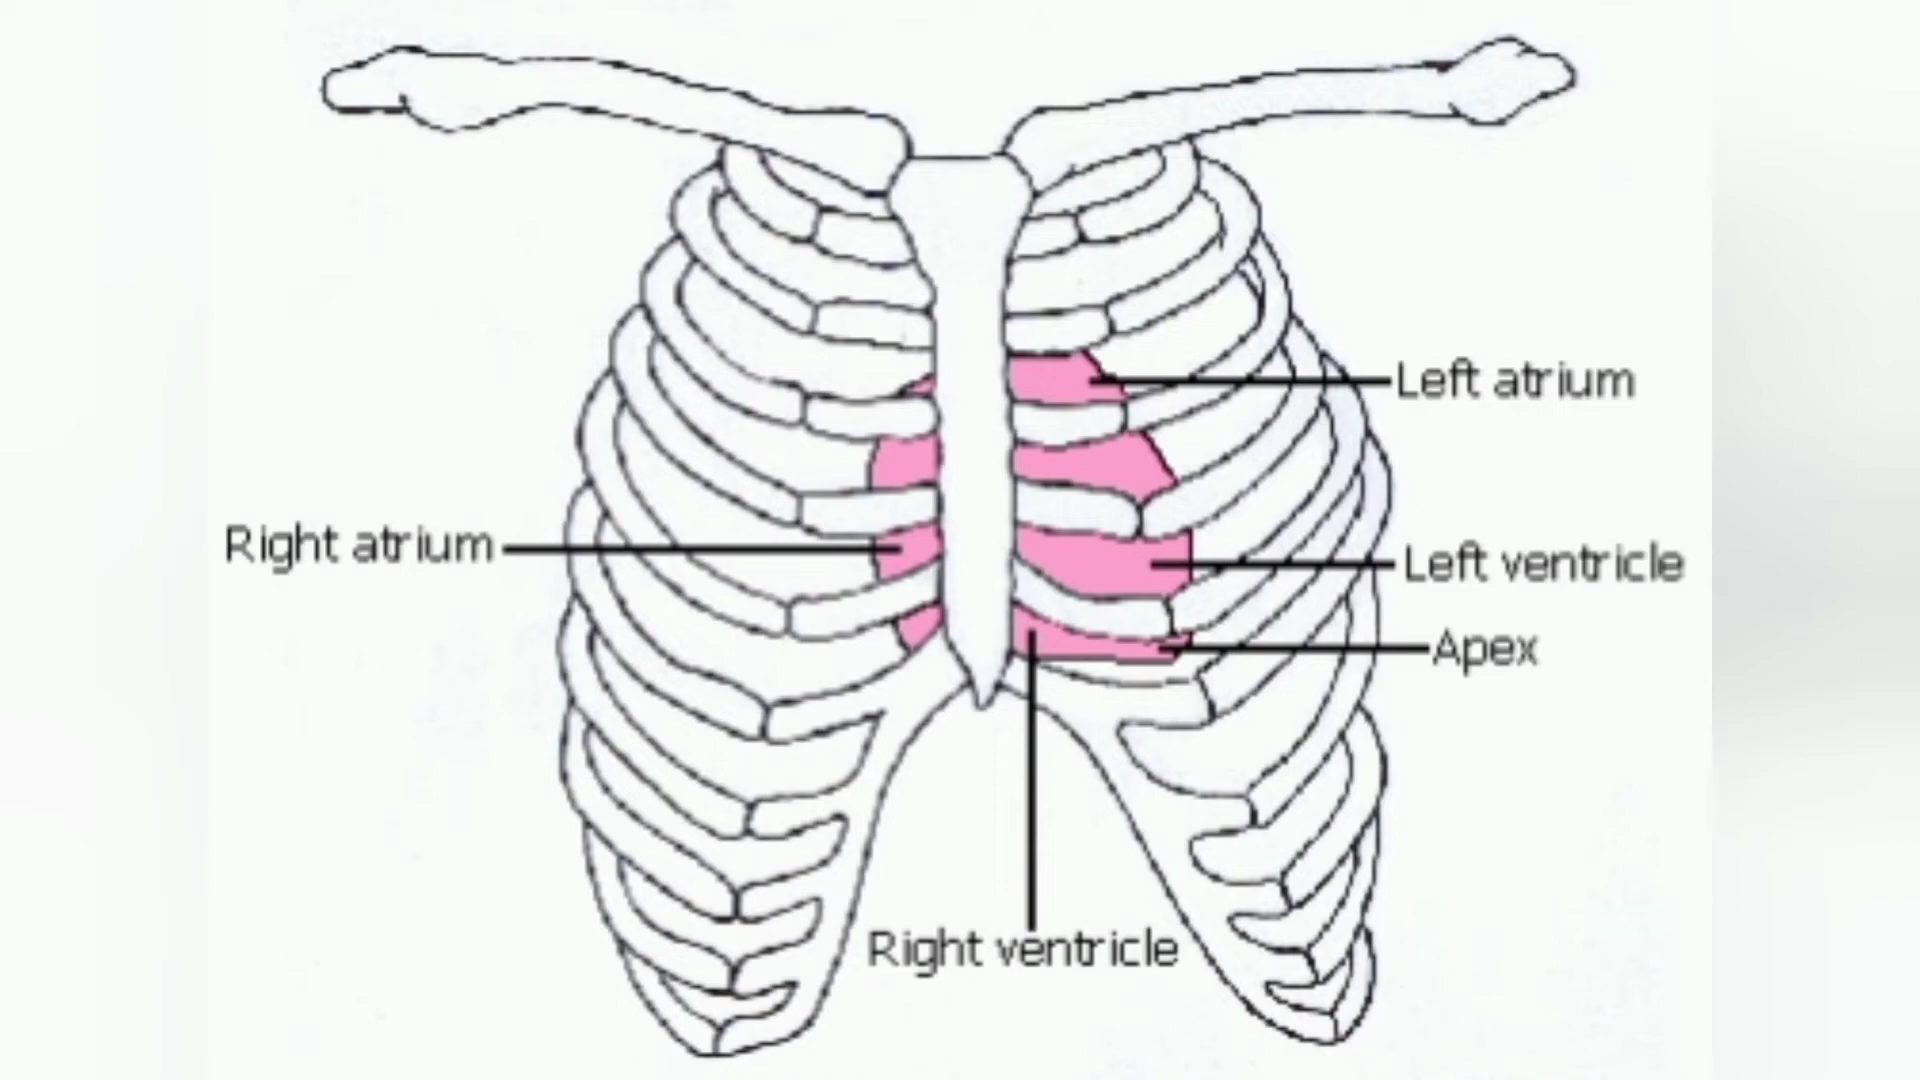 Left atrium
Right atrium
Left ventricle
Apex
Right ventricle